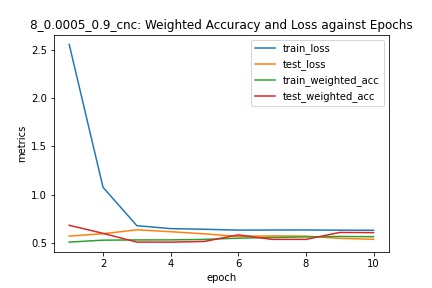 8_0.0005_0.9_cnc: Weighted Accuracy and Loss against Epochs
train_loss
test_loss
train_weighted_acc
test_weighted_acc
2.5
2.0
1.5
1.0
0.5
metrics
2 4 6 8 10
epoch